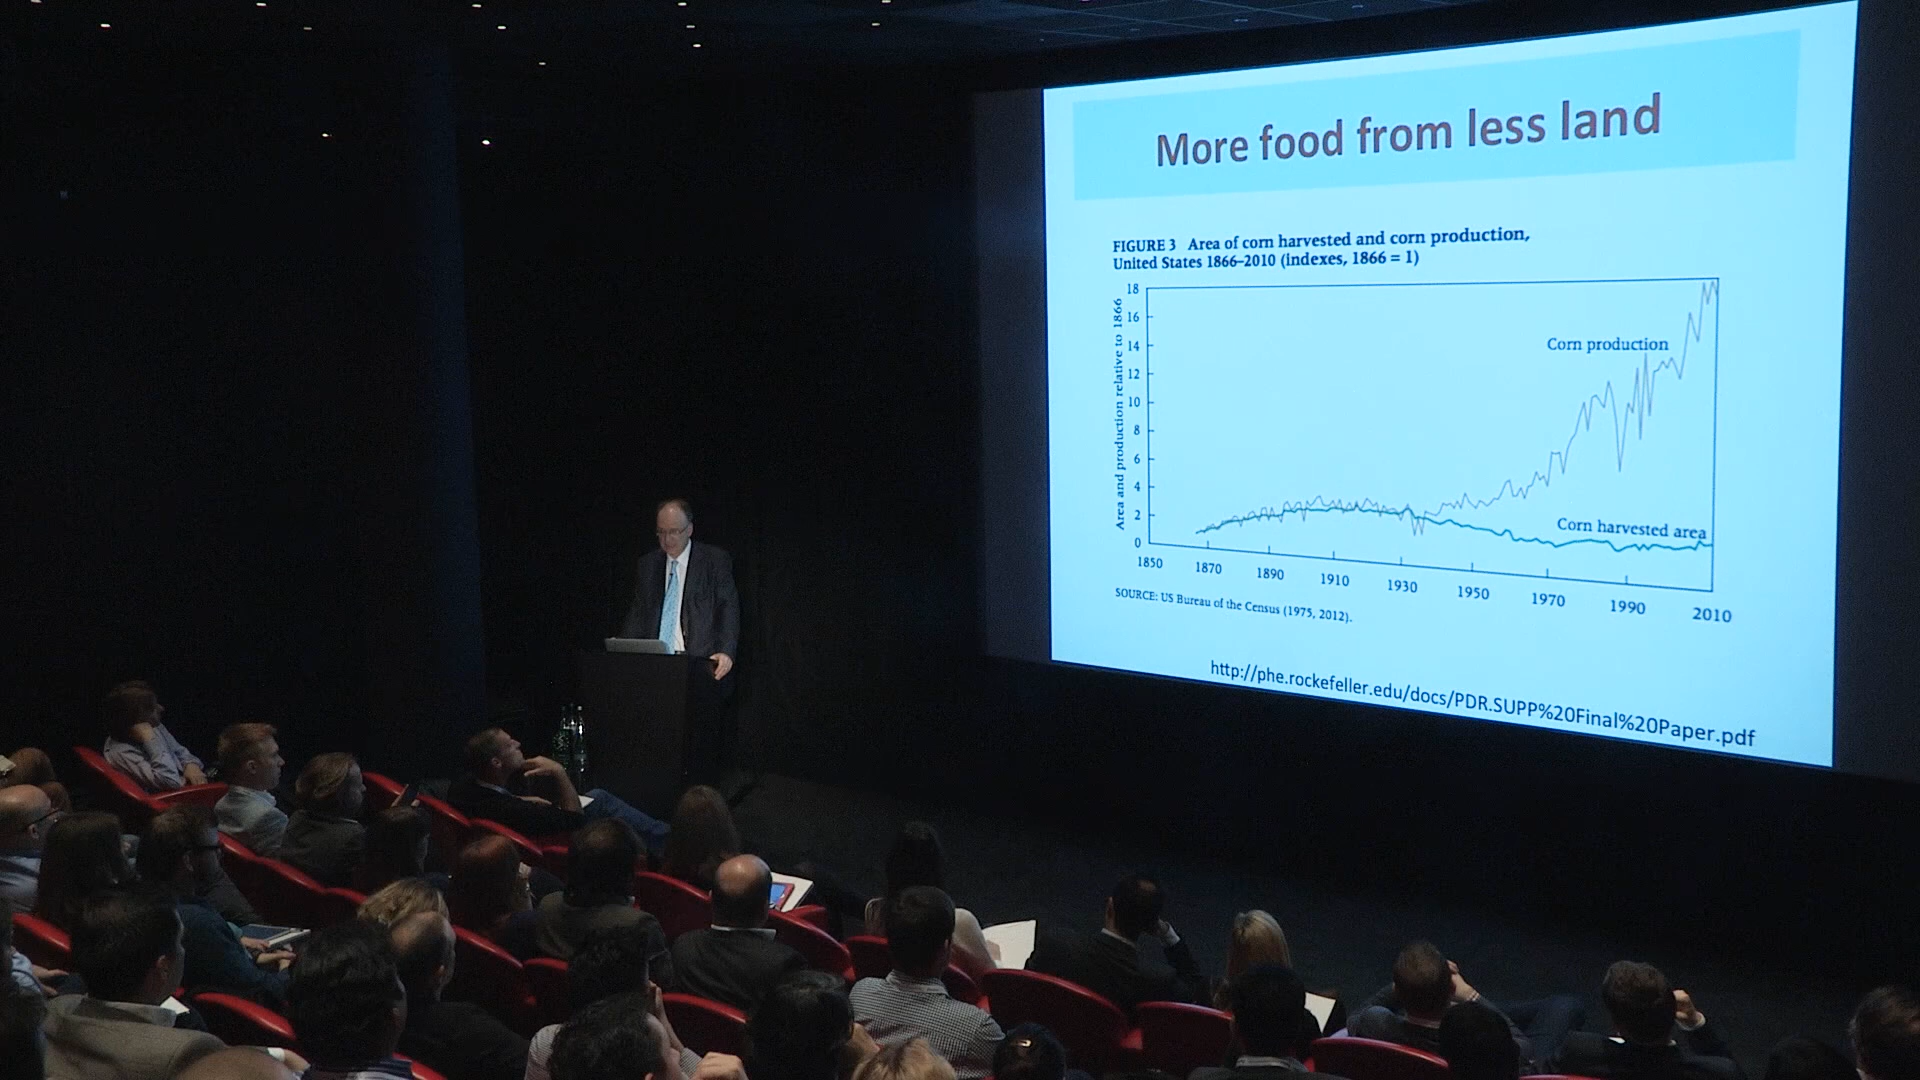 More food from less land
FIGURE 3 Area of corn harvested and corn production,
United States 1866–2010 (indexes, 1866 = 1)
Area and production relative to 1866
18
16
14
12
10
8
6
4
2
0
Corn production
Corn harvested area
1850 1870 1890 1910 1930 1950 1970 1990 2010
SOURCE: US Bureau of the Census (1975, 2012).
http://phe.rockefeller.edu/docs/PDR.SUPP%20Final%20Paper.pdf